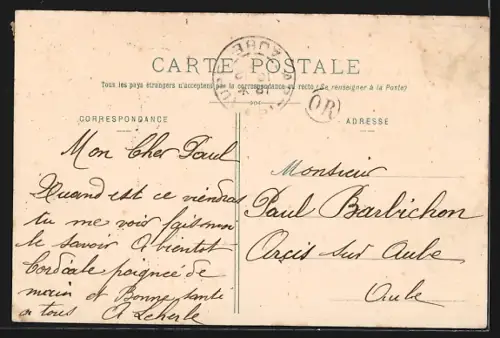 CARTE POSTALE
Tous les pays étrangers n'acceptent pas la correspondance au recto (Se renseigner à la Poste)
OR
CORRESPONDANCE
ADRESSE
Mon Cher Paul
Quand est ce viendras
tu me voir fais
le savoir A bientot
Cordiale poignée de
main et Bonne santé
a tous A Leherle
Monsieur
Paul Barbichon
Arcis sur Aube
Aube